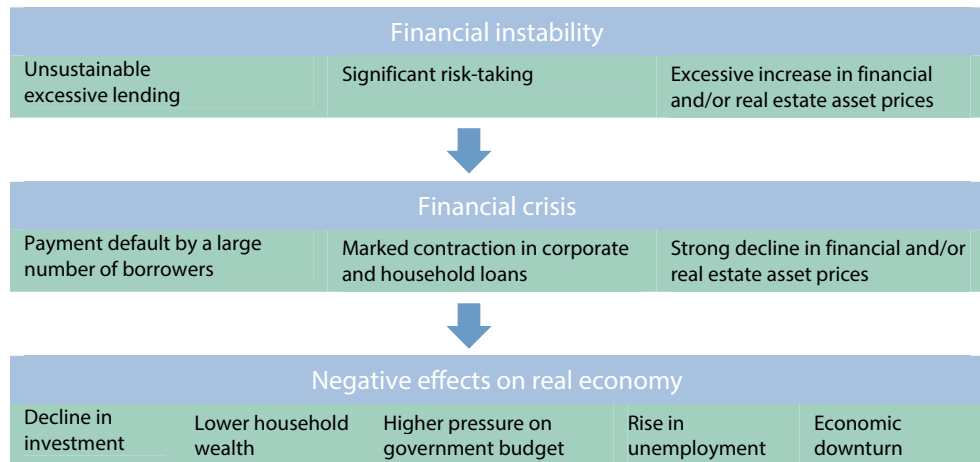 Financial instability
Unsustainable
excessive lending
Significant risk-taking
Excessive increase in financial
and/or real estate asset prices
Financial crisis
Payment default by a large
number of borrowers
Marked contraction in corporate
and household loans
Strong decline in financial and/or
real estate asset prices
Negative effects on real economy
Decline in
investment
Lower household
wealth
Higher pressure on
government budget
Rise in
unemployment
Economic
downturn